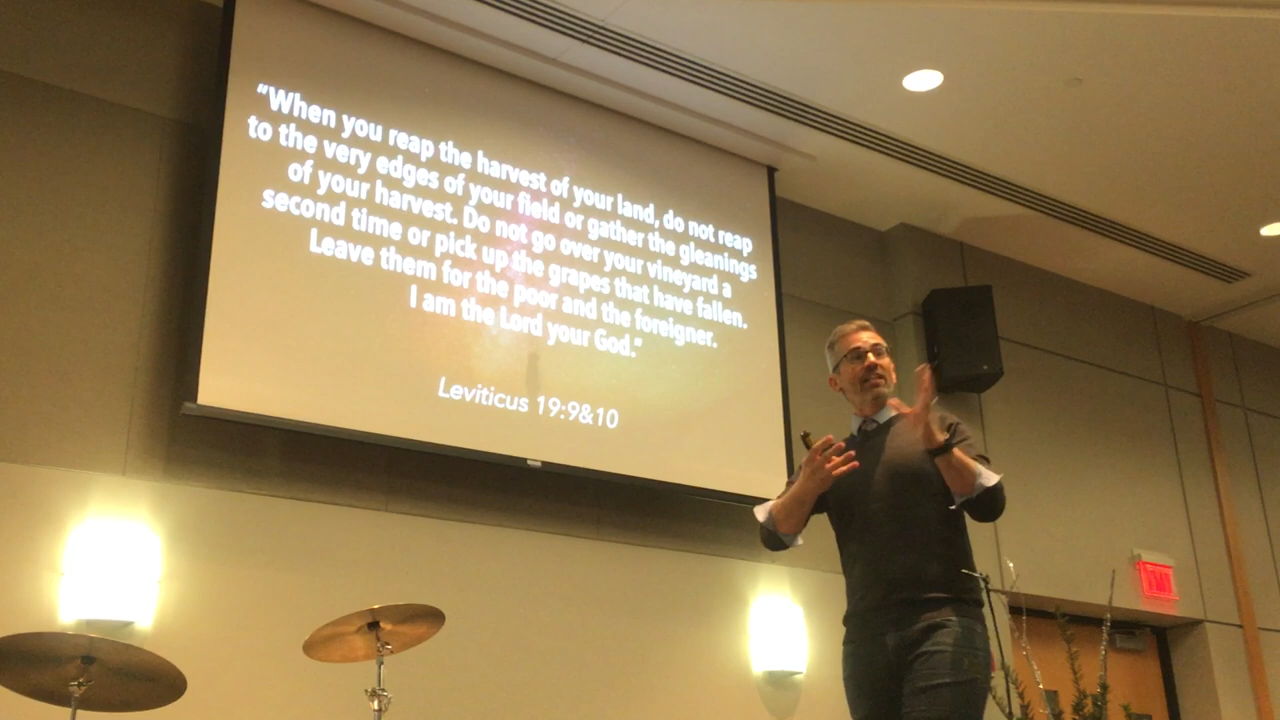 “When you reap the harvest of your land, do not reap
to the very edges of your field or gather the gleanings
of your harvest. Do not go over your vineyard a
second time or pick up the grapes that have fallen.
Leave them for the poor and the foreigner.
I am the Lord your God.”
Leviticus 19:9&10
EXIT